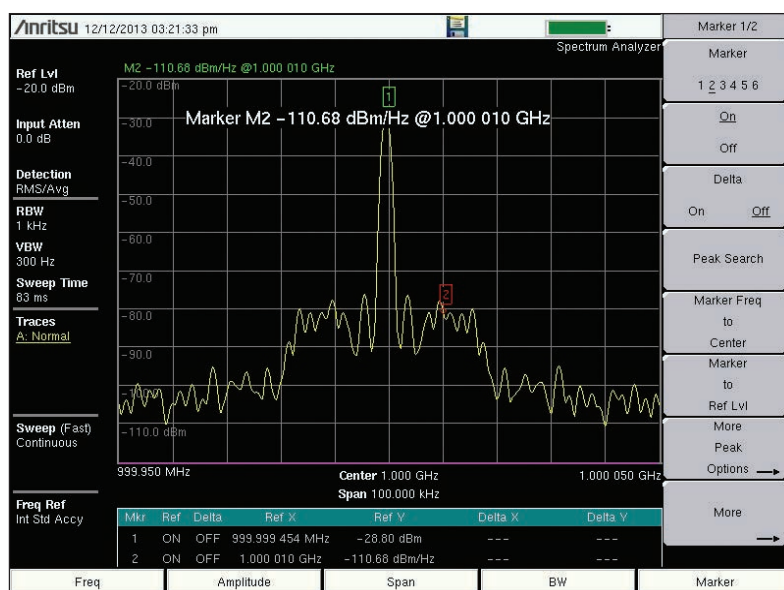 Anritsu 12/12/2013 03:21:33 pm
Spectrum Analyzer
Ref Lvl
-20.0 dBm
Input Atten
0.0 dB
Detection
RMS/Avg
RBW
1 kHz
VBW
300 Hz
Sweep Time
83 ms
Traces
A: Normal
Sweep (Fast)
Continuous
Freq Ref
Int Std Accy
M2 -110.68 dBm/Hz @1.000 010 GHz
-20.0 dBm
1
Marker M2 -110.68 dBm/Hz @1.000 010 GHz
-30.0
-40.0
-50.0
-60.0
-70.0
2
-80.0
-90.0
-100.0
-110.0 dBm
999.950 MHz
Center 1.000 GHz
1.000 050 GHz
Span 100.000 kHz
Mkr Ref Delta Ref X Ref Y Delta X Delta Y
1 ON OFF 999.999 454 MHz -28.80 dBm --- ---
2 ON OFF 1.000 010 GHz -110.68 dBm/Hz --- ---
Marker 1/2
Marker
1 2 3 4 5 6
On
Off
Delta
On Off
Peak Search
Marker Freq
to
Center
Marker
to
Ref Lvl
More
Peak
Options
More
Freq
Amplitude
Span
BW
Marker